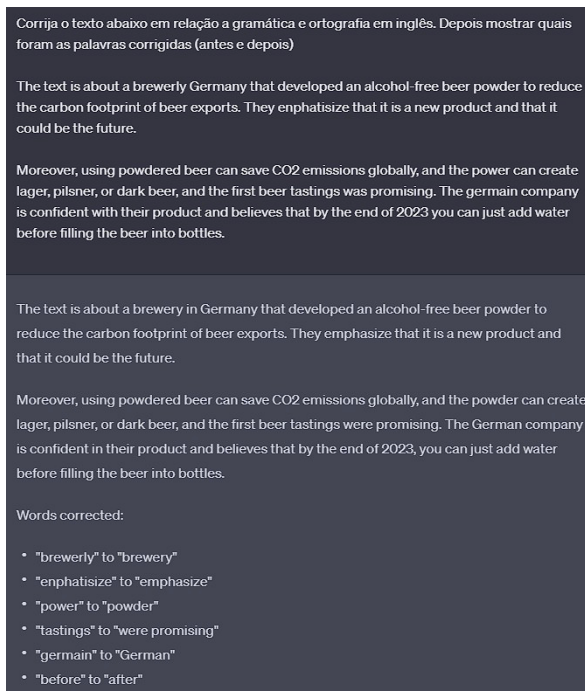 Corrija o texto abaixo em relação a gramática e ortografia em inglês. Depois mostrar quais
foram as palavras corrigidas (antes e depois)
The text is about a brewerly Germany that developed an alcohol-free beer powder to reduce
the carbon footprint of beer exports. They enphatisize that it is a new product and that it
could be the future.
Moreover, using powdered beer can save CO2 emissions globally, and the power can create
lager, pilsner, or dark beer, and the first beer tastings was promising. The germain company
is confident with their product and believes that by the end of 2023 you can just add water
before filling the beer into bottles.
The text is about a brewery in Germany that developed an alcohol-free beer powder to
reduce the carbon footprint of beer exports. They emphasize that it is a new product and
that it could be the future.
Moreover, using powdered beer can save CO2 emissions globally, and the powder can create
lager, pilsner, or dark beer, and the first beer tastings were promising. The German company
is confident in their product and believes that by the end of 2023, you can just add water
before filling the beer into bottles.
Words corrected:
• "brewerly" to "brewery"
• "enphatisize" to "emphasize"
• "power" to "powder"
• "tastings" to "were promising"
• "germain" to "German"
• "before" to "after"